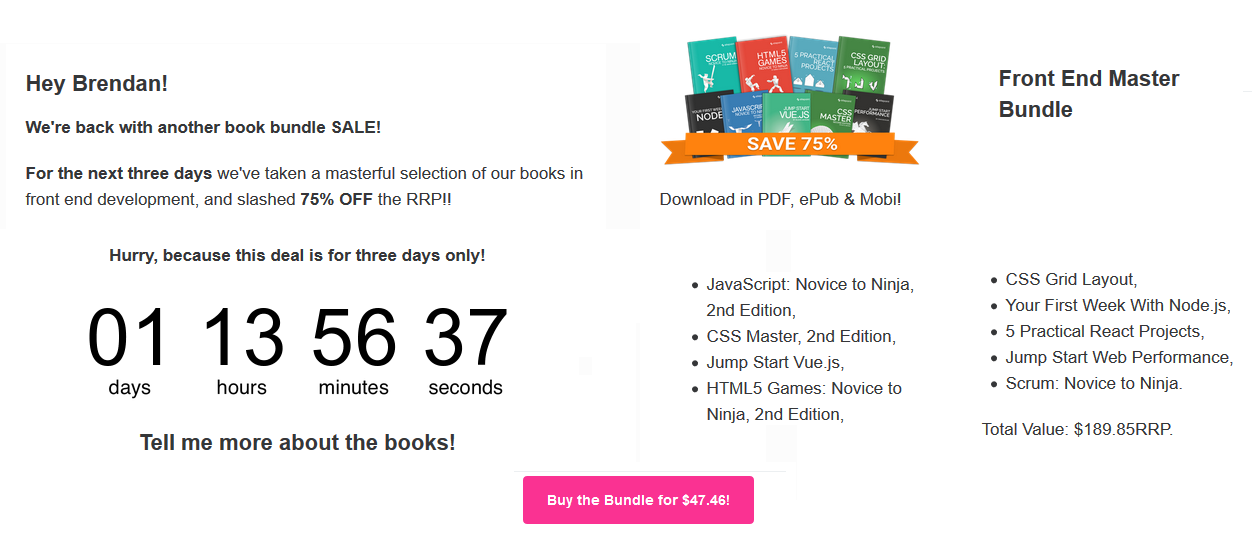 Hey Brendan!
We're back with another book bundle SALE!
For the next three days we've taken a masterful selection of our books in
front end development, and slashed 75% OFF the RRP!!
Hurry, because this deal is for three days only!
01 13 56 37
days hours minutes seconds
Tell me more about the books!
SCRUM
HTML5
GAMES
5 PRACTICAL
REACT
PROJECTS
CSS GRID
LAYOUT:
5 PRACTICAL PROJECTS
YOUR FIRST WEEK
NODE
JAVASCRIPT
JUMP START
VUE.JS
CSS
MASTER
JUMP START
PERFORMANCE
SAVE 75%
Download in PDF, ePub & Mobi!
Front End Master
Bundle
• JavaScript: Novice to Ninja,
2nd Edition,
• CSS Master, 2nd Edition,
• Jump Start Vue.js,
• HTML5 Games: Novice to
Ninja, 2nd Edition,
• CSS Grid Layout,
• Your First Week With Node.js,
• 5 Practical React Projects,
• Jump Start Web Performance,
• Scrum: Novice to Ninja.
Total Value: $189.85RRP.
Buy the Bundle for $47.46!